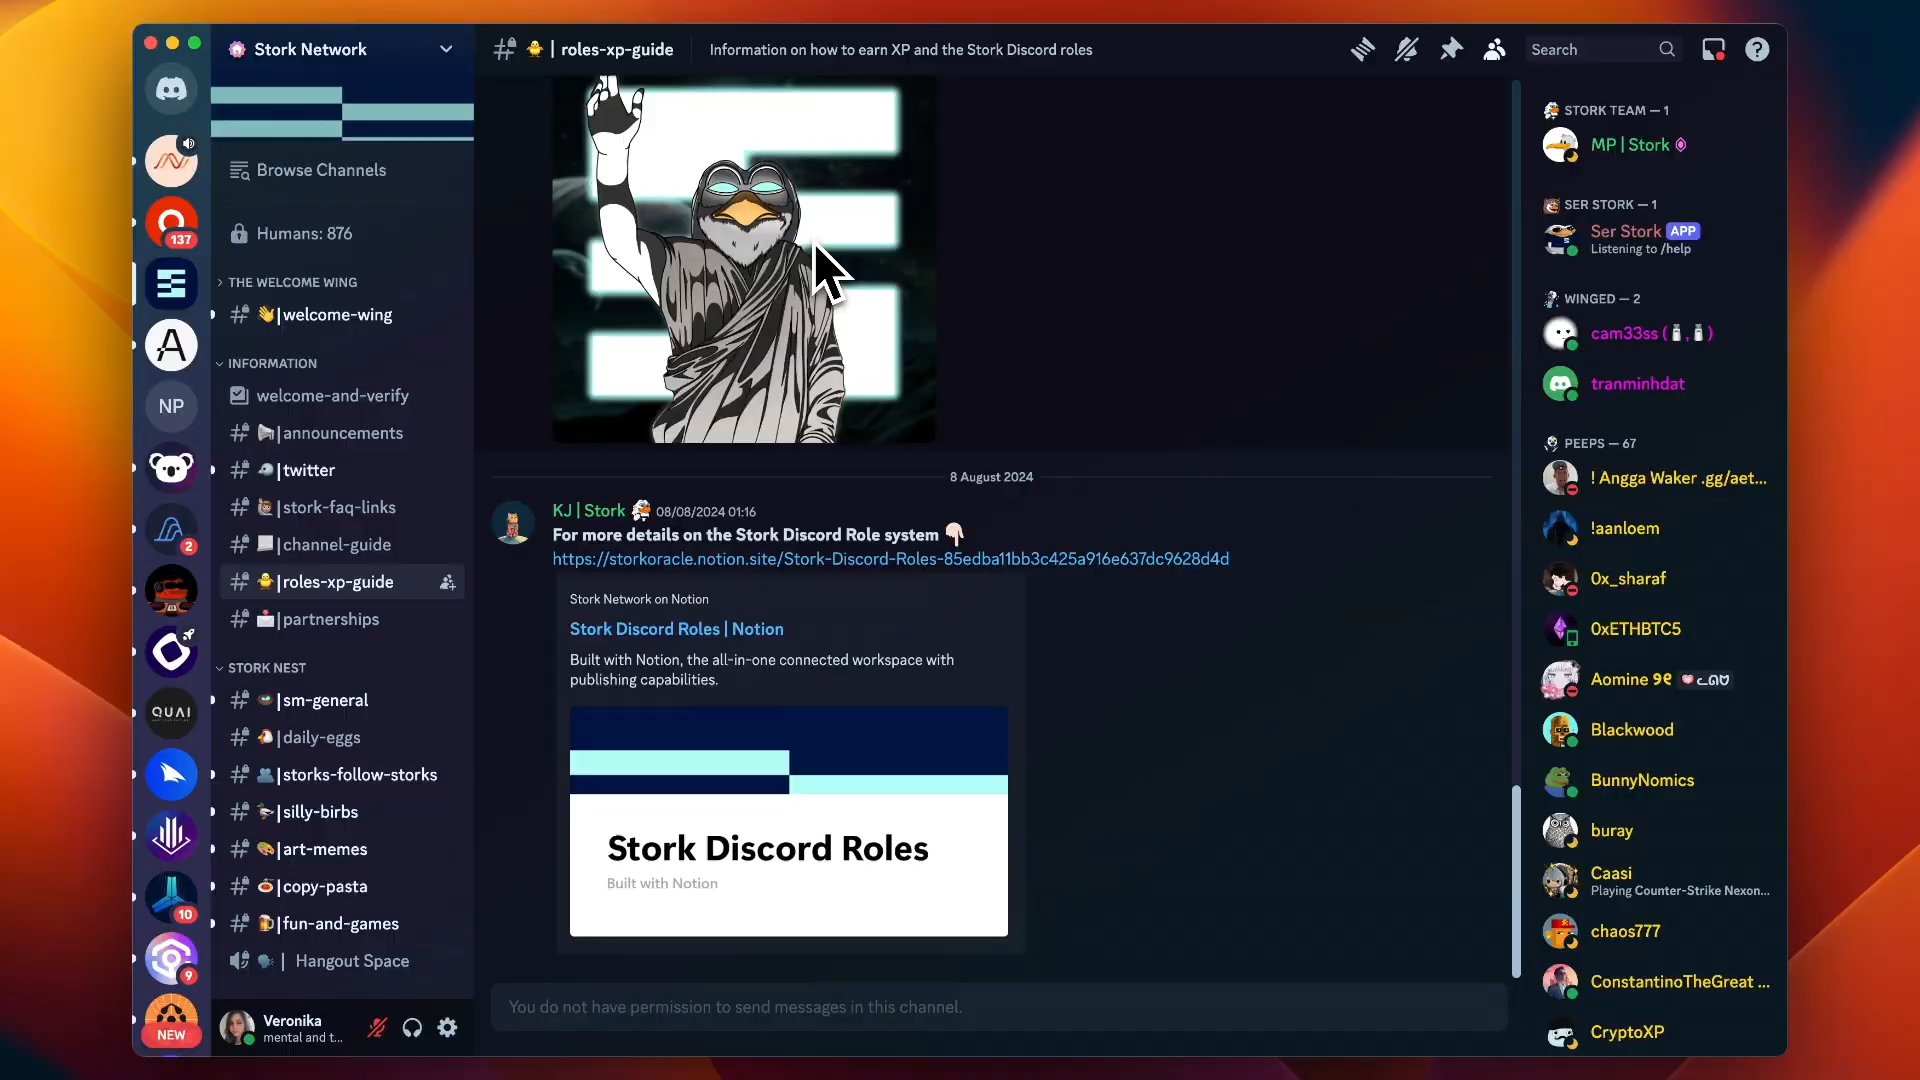 Stork Network
roles-xp-guide
Information on how to earn XP and the Stork Discord roles
Search
137
NP
2
QUAI
10
9
NEW
Browse Channels
Humans: 876
THE WELCOME WING
|welcome-wing
INFORMATION
welcome-and-verify
|announcements
|twitter
|stork-faq-links
|channel-guide
|roles-xp-guide
|partnerships
STORK NEST
|sm-general
|daily-eggs
|storks-follow-storks
|silly-birbs
|art-memes
|copy-pasta
|fun-and-games
| Hangout Space
Veronika
mental and t...
8 August 2024
KJ | Stork 08/08/2024 01:16
For more details on the Stork Discord Role system 👇🏻
https://storkoracle.notion.site/Stork-Discord-Roles-85edba11bb3c425a916e637dc9628d4d
Stork Network on Notion
Stork Discord Roles | Notion
Built with Notion, the all-in-one connected workspace with
publishing capabilities.
Stork Discord Roles
Built with Notion
You do not have permission to send messages in this channel.
STORK TEAM — 1
MP | Stork
SER STORK — 1
Ser Stork APP
Listening to /help
WINGED — 2
cam33ss (🧂,🧂)
tranminhdat
PEEPS — 67
! Angga Waker .gg/aet...
!aanloem
0x_sharaf
0xETHBTC5
Aomine
Blackwood
BunnyNomics
buray
Caasi
Playing Counter-Strike Nexon...
chaos777
ConstantinoTheGreat ...
CryptoXP